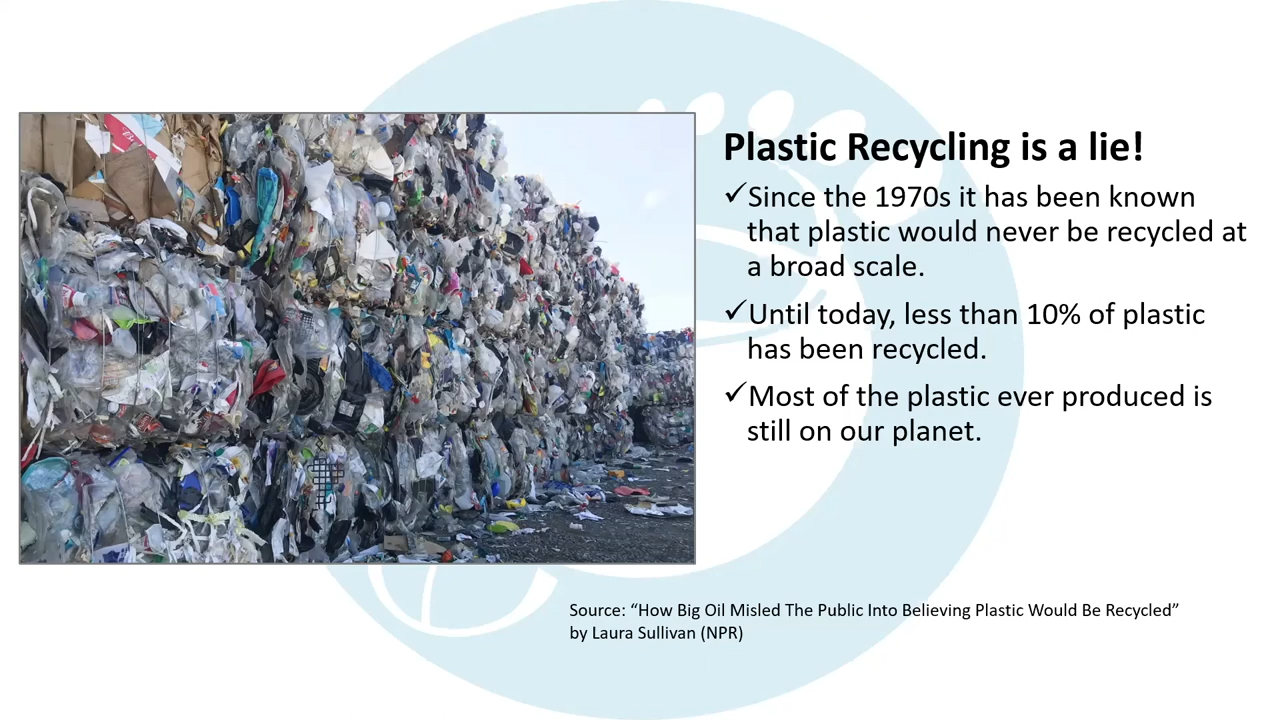 Plastic Recycling is a lie!
✓Since the 1970s it has been known
that plastic would never be recycled at
a broad scale.
✓Until today, less than 10% of plastic
has been recycled.
✓Most of the plastic ever produced is
still on our planet.
Source: “How Big Oil Misled The Public Into Believing Plastic Would Be Recycled”
by Laura Sullivan (NPR)